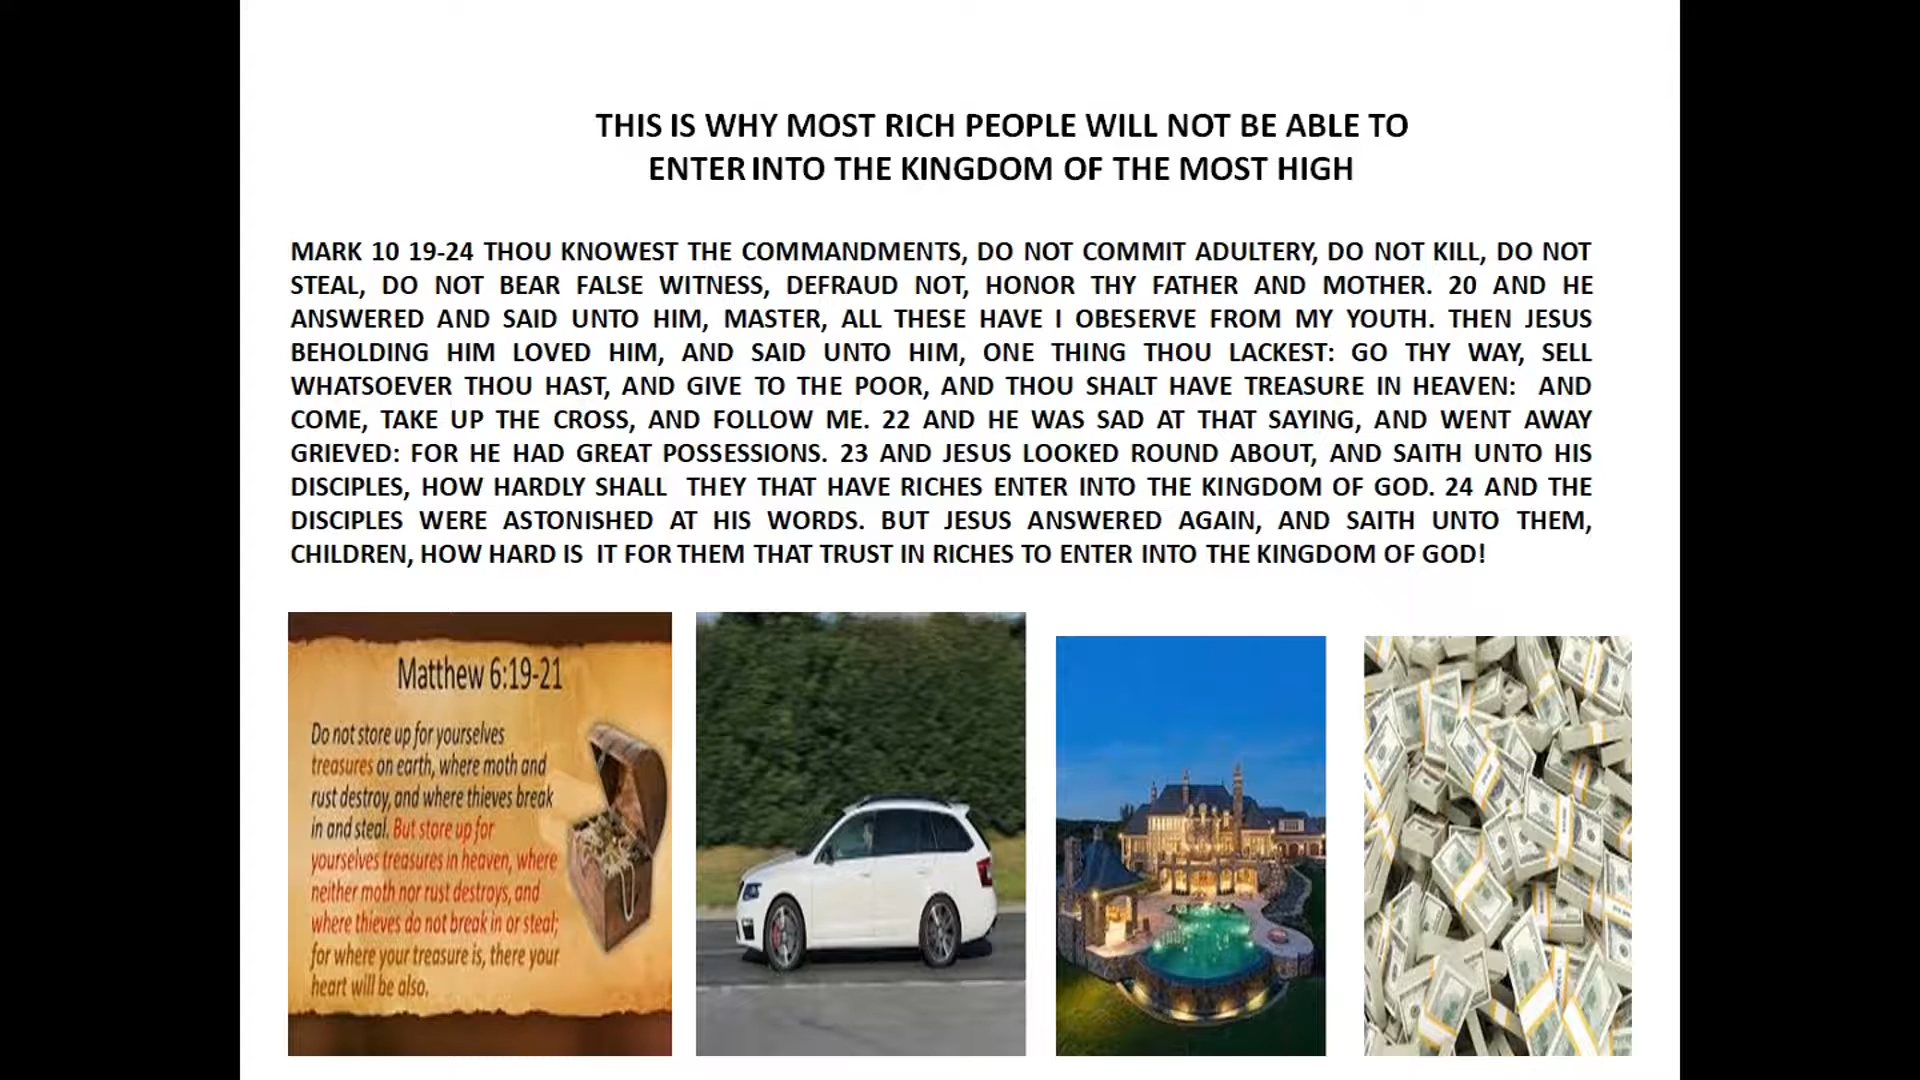 THIS IS WHY MOST RICH PEOPLE WILL NOT BE ABLE TO
ENTER INTO THE KINGDOM OF THE MOST HIGH
MARK 10 19-24 THOU KNOWEST THE COMMANDMENTS, DO NOT COMMIT ADULTERY, DO NOT KILL, DO NOT
STEAL, DO NOT BEAR FALSE WITNESS, DEFRAUD NOT, HONOR THY FATHER AND MOTHER. 20 AND HE
ANSWERED AND SAID UNTO HIM, MASTER, ALL THESE HAVE I OBESERVE FROM MY YOUTH. THEN JESUS
BEHOLDING HIM LOVED HIM, AND SAID UNTO HIM, ONE THING THOU LACKEST: GO THY WAY, SELL
WHATSOEVER THOU HAST, AND GIVE TO THE POOR, AND THOU SHALT HAVE TREASURE IN HEAVEN: AND
COME, TAKE UP THE CROSS, AND FOLLOW ME. 22 AND HE WAS SAD AT THAT SAYING, AND WENT AWAY
GRIEVED: FOR HE HAD GREAT POSSESSIONS. 23 AND JESUS LOOKED ROUND ABOUT, AND SAITH UNTO HIS
DISCIPLES, HOW HARDLY SHALL THEY THAT HAVE RICHES ENTER INTO THE KINGDOM OF GOD. 24 AND THE
DISCIPLES WERE ASTONISHED AT HIS WORDS. BUT JESUS ANSWERED AGAIN, AND SAITH UNTO THEM,
CHILDREN, HOW HARD IS IT FOR THEM THAT TRUST IN RICHES TO ENTER INTO THE KINGDOM OF GOD!
Matthew 6:19-21
Do not store up for yourselves
treasures on earth, where moth and
rust destroy, and where thieves break
in and steal. But store up for
yourselves treasures in heaven, where
neither moth nor rust destroys, and
where thieves do not break in or steal;
for where your treasure is, there your
heart will be also.